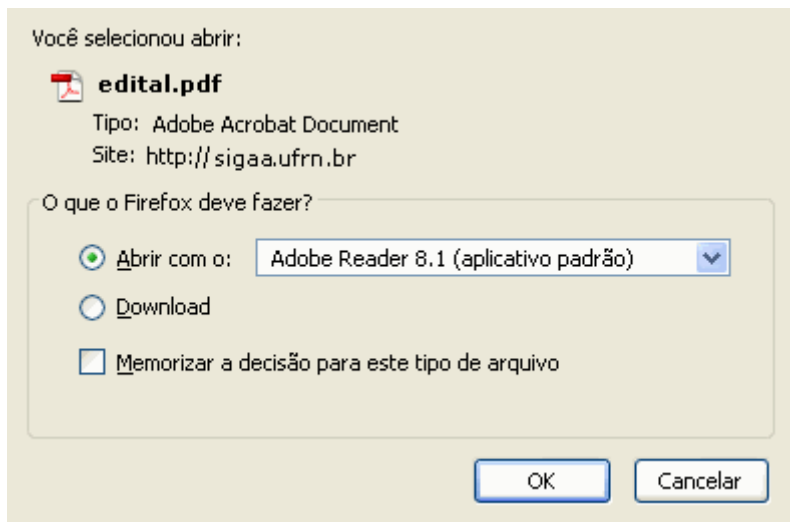 Você selecionou abrir:
edital.pdf
Tipo: Adobe Acrobat Document
Site: http://sigaa.ufrn.br
O que o Firefox deve fazer?
Abrir com o: Adobe Reader 8.1 (aplicativo padrão)
Download
Memorizar a decisão para este tipo de arquivo
OK Cancelar